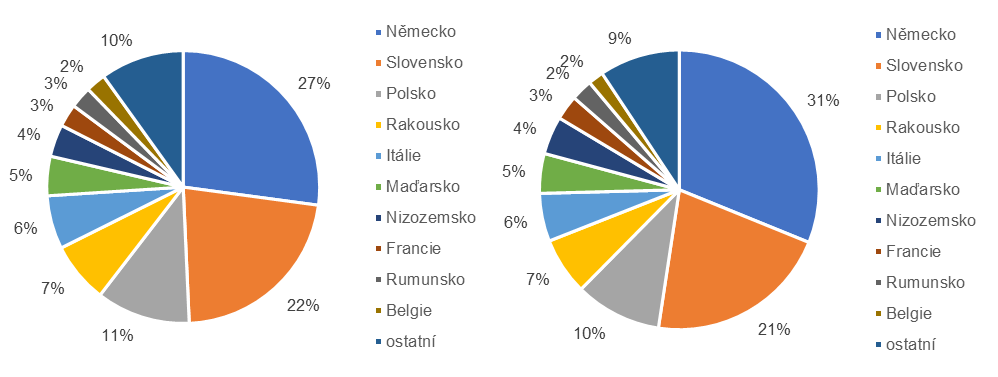 27%
22%
11%
7%
6%
5%
4%
3%
3%
2%
10%
Německo
Slovensko
Polsko
Rakousko
Itálie
Maďarsko
Nizozemsko
Francie
Rumunsko
Belgie
ostatní
31%
21%
10%
7%
6%
5%
4%
3%
2%
2%
9%
Německo
Slovensko
Polsko
Rakousko
Itálie
Maďarsko
Nizozemsko
Francie
Rumunsko
Belgie
ostatní